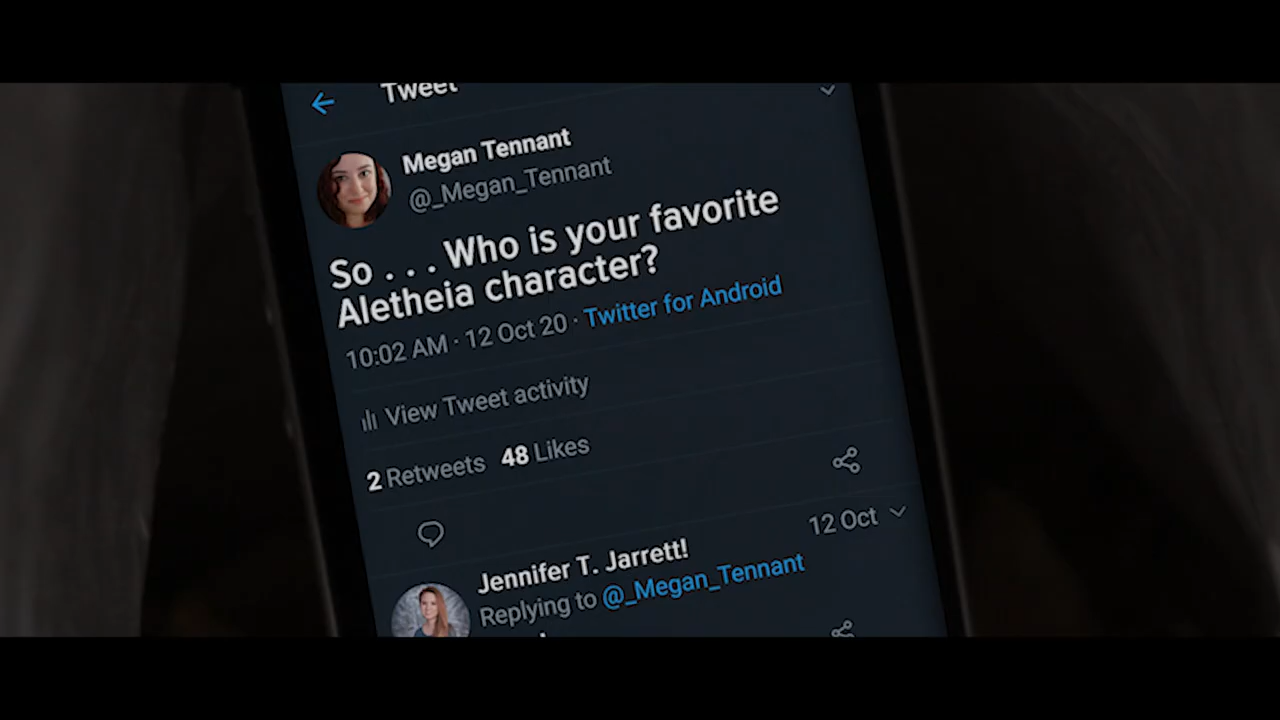 Tweet
Megan Tennant
@_Megan_Tennant
So . . . Who is your favorite
Aletheia character?
10:02 AM · 12 Oct 20 · Twitter for Android
View Tweet activity
2 Retweets 48 Likes
12 Oct
Jennifer T. Jarrett!
Replying to @_Megan_Tennant